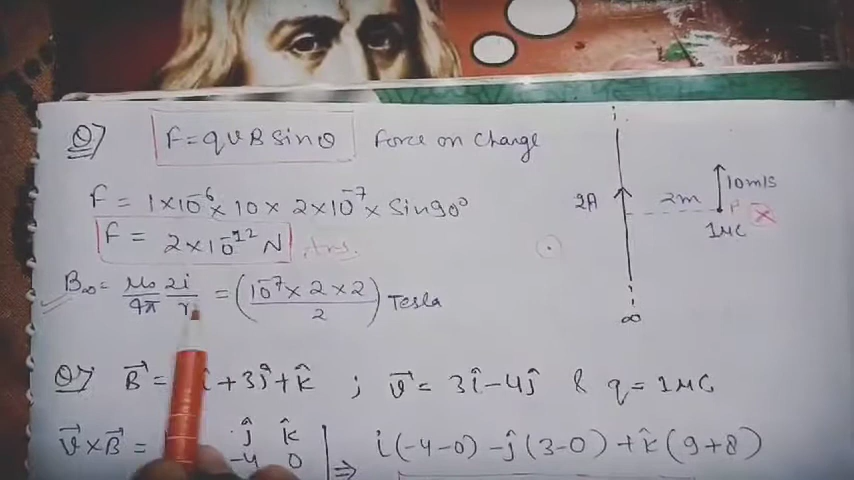 Q F = qvB sinθ Force on Charge
F = 1×10⁻⁶ × 10 × 2×10⁻⁷ × Sin90°
F = 2×10⁻¹² N Ans.
B∞ = μ₀/4π 2i/r = (10⁻⁷×2×2/2) Tesla
∞
2A
2m
10m/s
P
1μC
Q B⃗ = +3ĵ+k̂ ; v⃗ = 3î-4ĵ & q = 1μC
v⃗×B⃗ = ĵ k̂
-4 0
⇒ i(-4-0) -ĵ(3-0) + k̂(9+8)